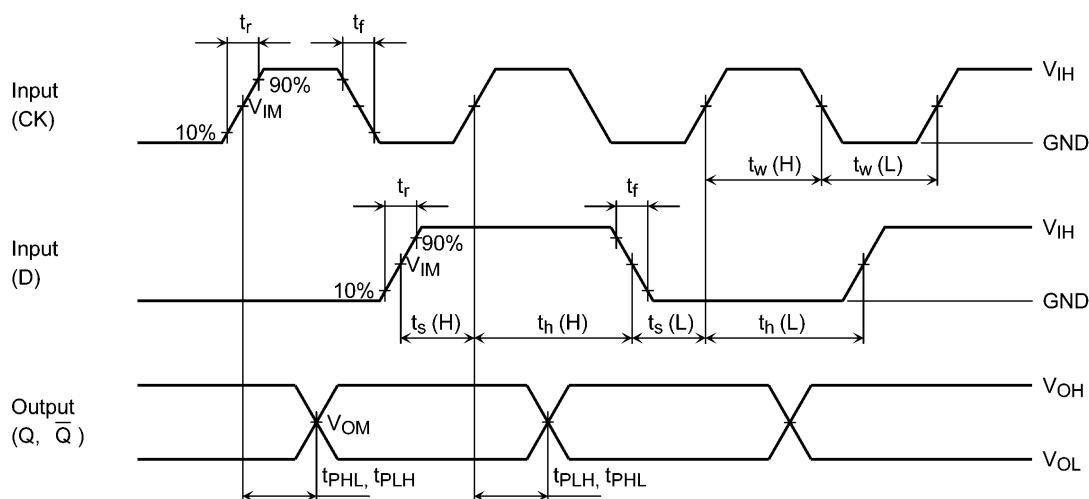 tr
tf
Input
(CK)
90%
VIM
10%
VIH
GND
tw (H)
tw (L)
tr
tf
Input
(D)
90%
VIM
10%
VIH
GND
ts (H)
th (H)
ts (L)
th (L)
Output
(Q, Q̅ )
VOM
VOH
VOL
tPHL, tPLH
tPLH, tPHL